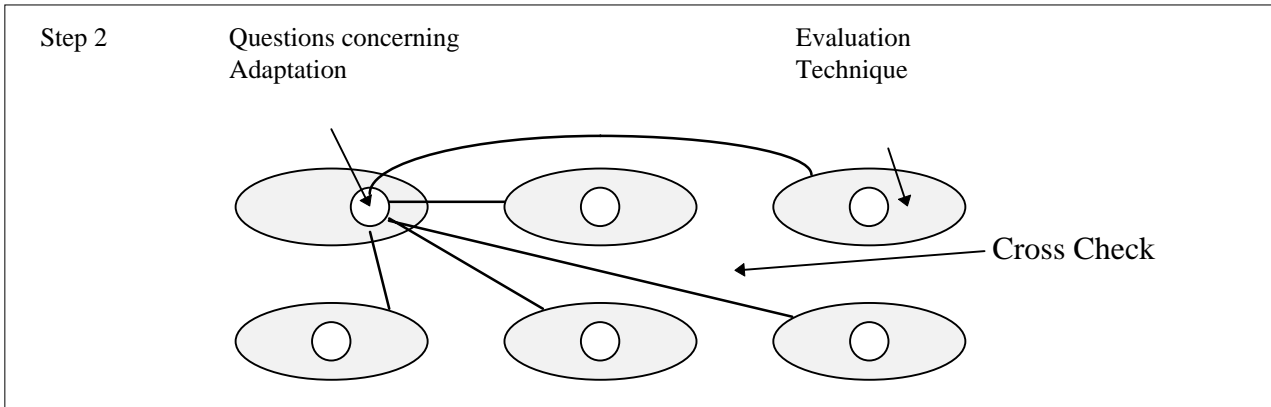 Step 2
Questions concerning
Adaptation
Evaluation
Technique
Cross Check